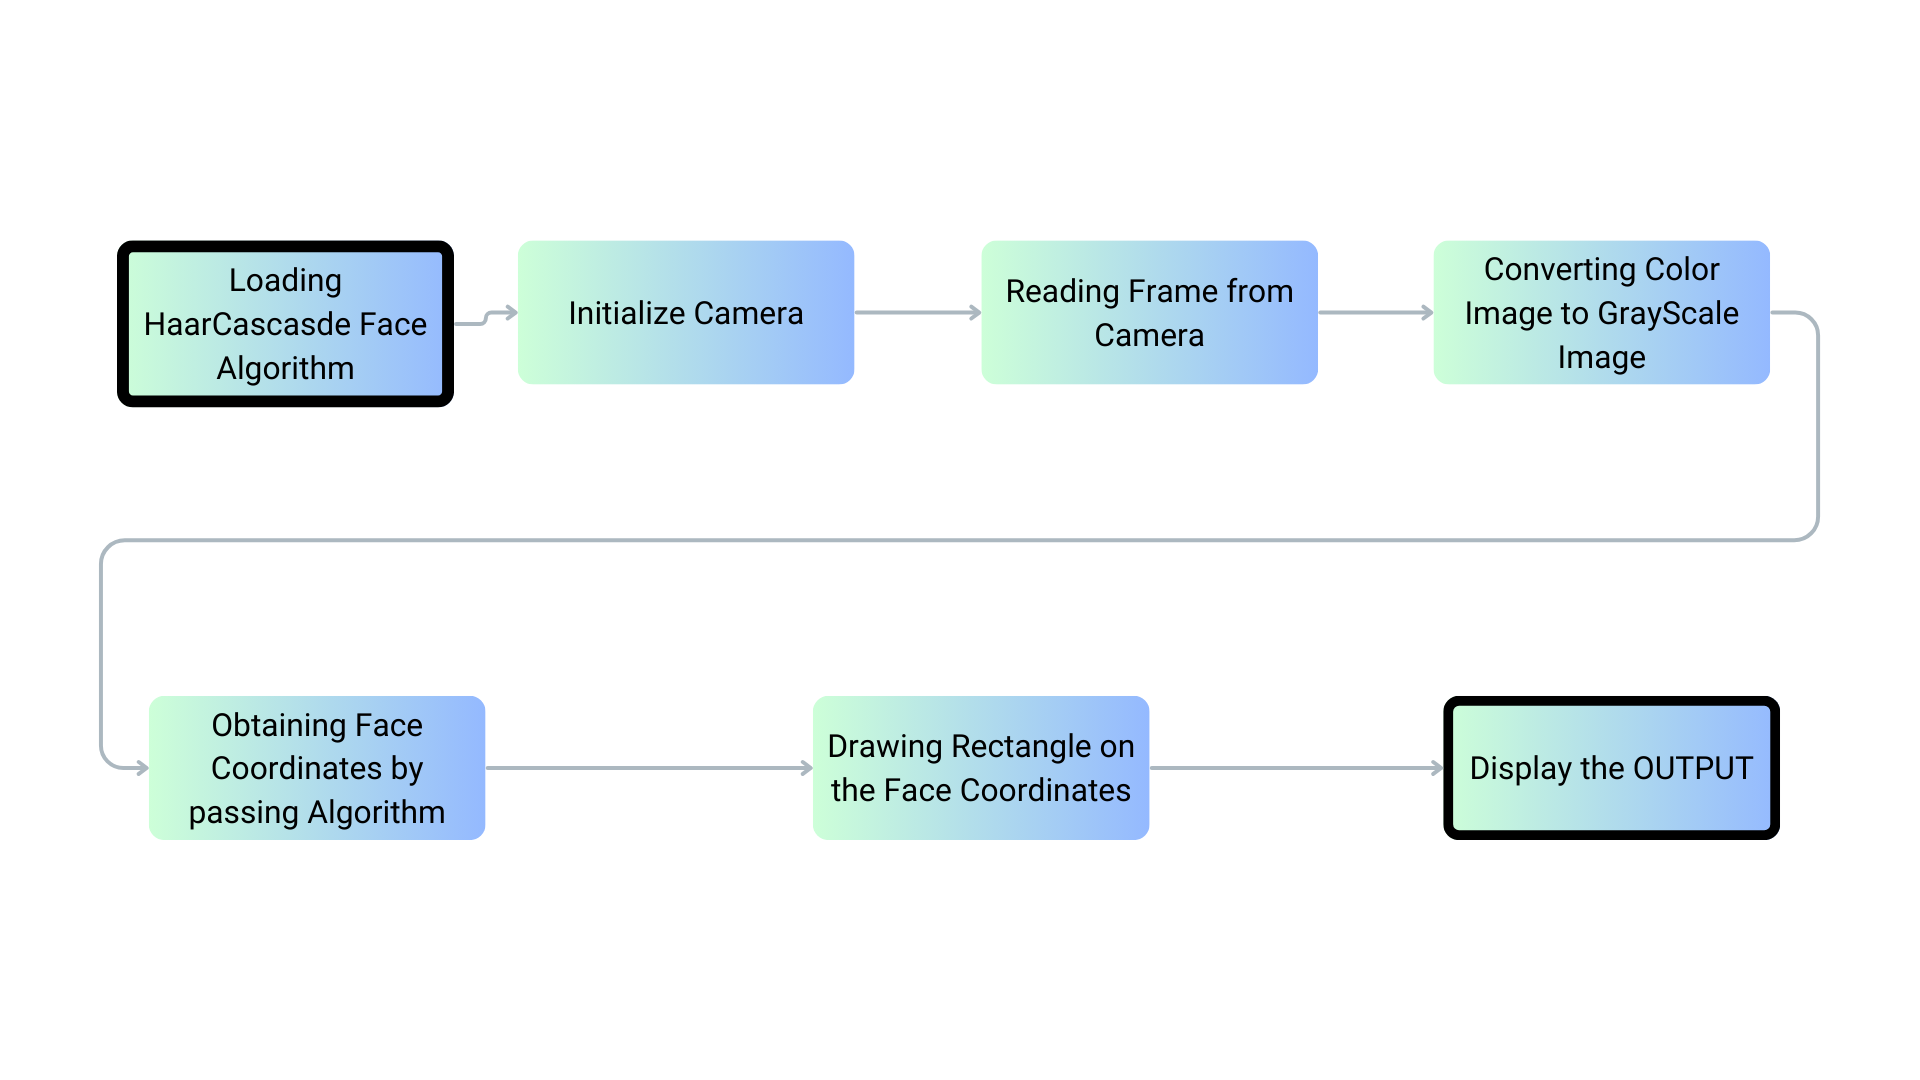 Loading
HaarCascasde Face
Algorithm
Initialize Camera
Reading Frame from
Camera
Converting Color
Image to GrayScale
Image
Obtaining Face
Coordinates by
passing Algorithm
Drawing Rectangle on
the Face Coordinates
Display the OUTPUT